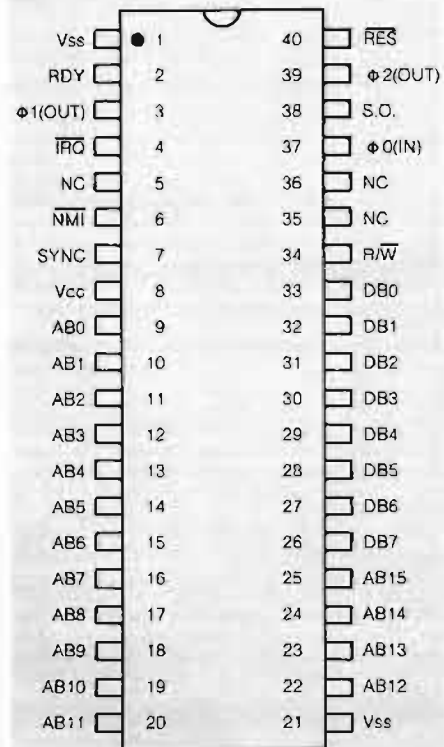 Vss 1 40 R̅E̅S̅
RDY 2 39 Φ2(OUT)
Φ1(OUT) 3 38 S.O.
I̅R̅Q̅ 4 37 Φ0(IN)
NC 5 36 NC
N̅M̅I̅ 6 35 NC
SYNC 7 34 R/W̅
Vcc 8 33 DB0
AB0 9 32 DB1
AB1 10 31 DB2
AB2 11 30 DB3
AB3 12 29 DB4
AB4 13 28 DB5
AB5 14 27 DB6
AB6 15 26 DB7
AB7 16 25 AB15
AB8 17 24 AB14
AB9 18 23 AB13
AB10 19 22 AB12
AB11 20 21 Vss